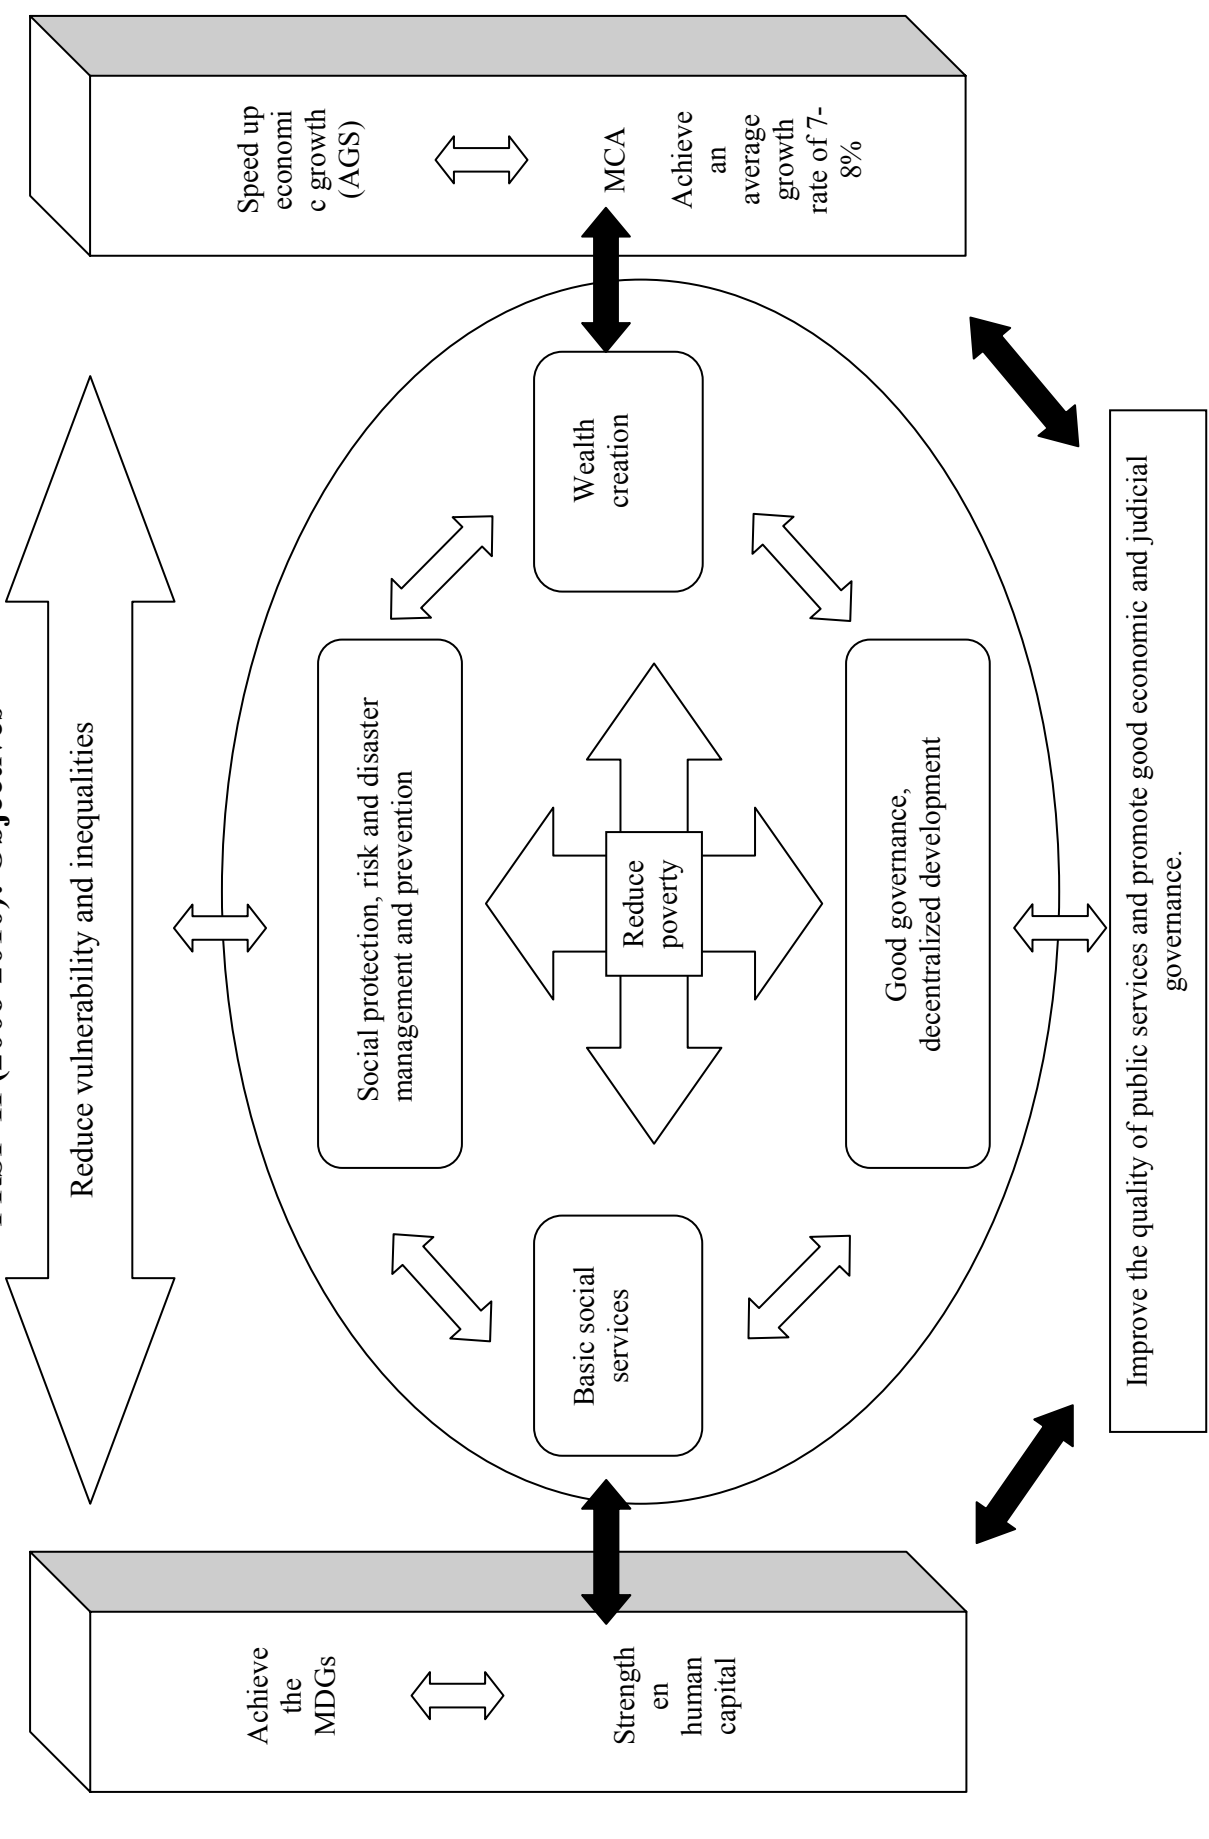 Reduce vulnerability and inequalities
Achieve
the
MDGs
Strength
en
human
capital
Social protection, risk and disaster
management and prevention
Basic social
services
Reduce
poverty
Wealth
creation
Good governance,
decentralized development
Speed up
economi
c growth
(AGS)
MCA
Achieve
an
average
growth
rate of 7-
8%
Improve the quality of public services and promote good economic and judicial
governance.